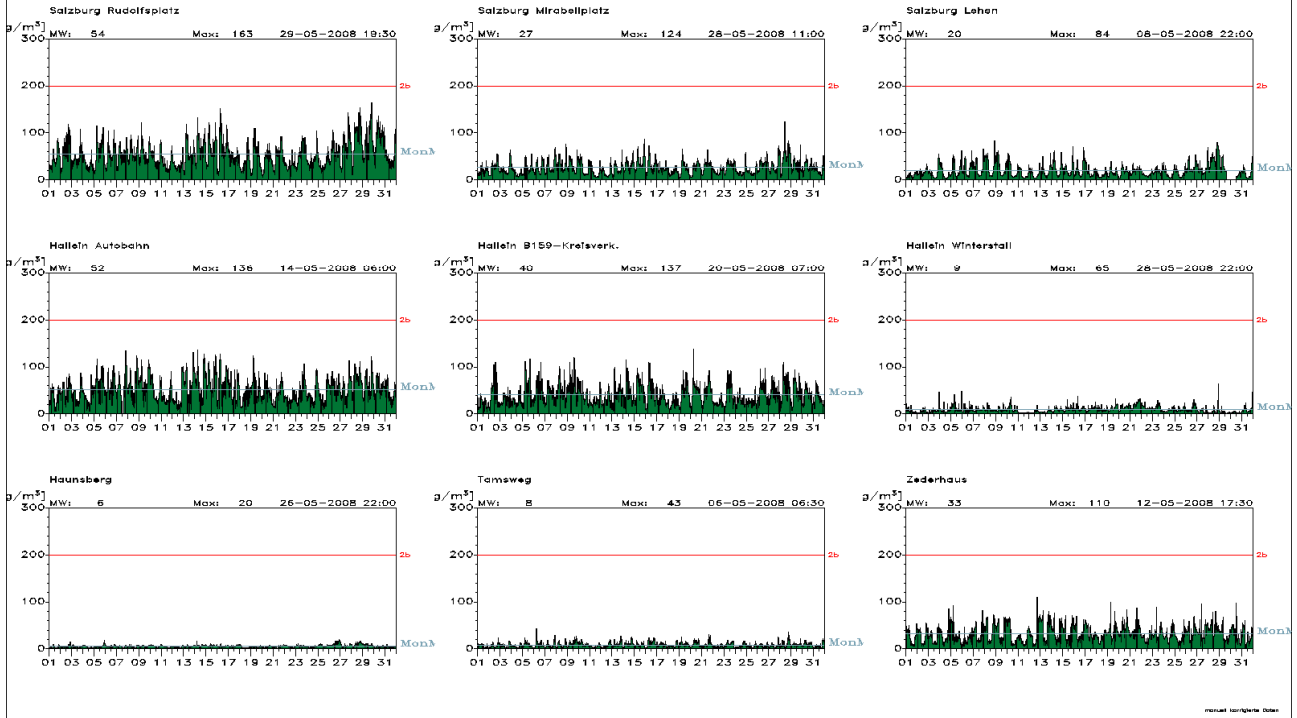 Salzburg Rudolfsplatz
g/m³]
MW: 54 Max: 163 29-05-2008 19:30
300
200
100
0
2b
MonM
01 03 05 07 09 11 13 15 17 19 21 23 25 27 29 31
Salzburg Mirabellplatz
g/m³]
MW: 27 Max: 124 28-05-2008 11:00
300
200
100
0
2b
MonM
01 03 05 07 09 11 13 15 17 19 21 23 25 27 29 31
Salzburg Lehen
g/m³]
MW: 20 Max: 84 08-05-2008 22:00
300
200
100
0
2b
MonM
01 03 05 07 09 11 13 15 17 19 21 23 25 27 29 31
Hallein Autobahn
g/m³]
MW: 52 Max: 136 14-05-2008 06:00
300
200
100
0
2b
MonM
01 03 05 07 09 11 13 15 17 19 21 23 25 27 29 31
Hallein B159-Kreisverk.
g/m³]
MW: 40 Max: 137 20-05-2008 07:00
300
200
100
0
2b
MonM
01 03 05 07 09 11 13 15 17 19 21 23 25 27 29 31
Hallein Winterstall
g/m³]
MW: 9 Max: 65 28-05-2008 22:00
300
200
100
0
2b
MonM
01 03 05 07 09 11 13 15 17 19 21 23 25 27 29 31
Haunsberg
g/m³]
MW: 6 Max: 20 26-05-2008 22:00
300
200
100
0
2b
MonM
01 03 05 07 09 11 13 15 17 19 21 23 25 27 29 31
Tamsweg
g/m³]
MW: 8 Max: 43 06-05-2008 06:30
300
200
100
0
2b
MonM
01 03 05 07 09 11 13 15 17 19 21 23 25 27 29 31
Zederhaus
g/m³]
MW: 33 Max: 110 12-05-2008 17:30
300
200
100
0
2b
MonM
01 03 05 07 09 11 13 15 17 19 21 23 25 27 29 31
manuell korrigierte Daten